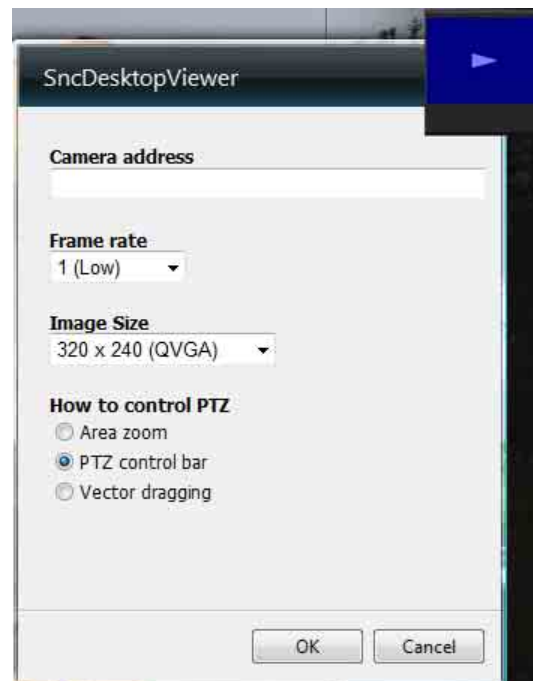 SncDesktopViewer
Camera address
Frame rate
1 (Low)
Image Size
320 x 240 (QVGA)
How to control PTZ
Area zoom
PTZ control bar
Vector dragging
OK Cancel